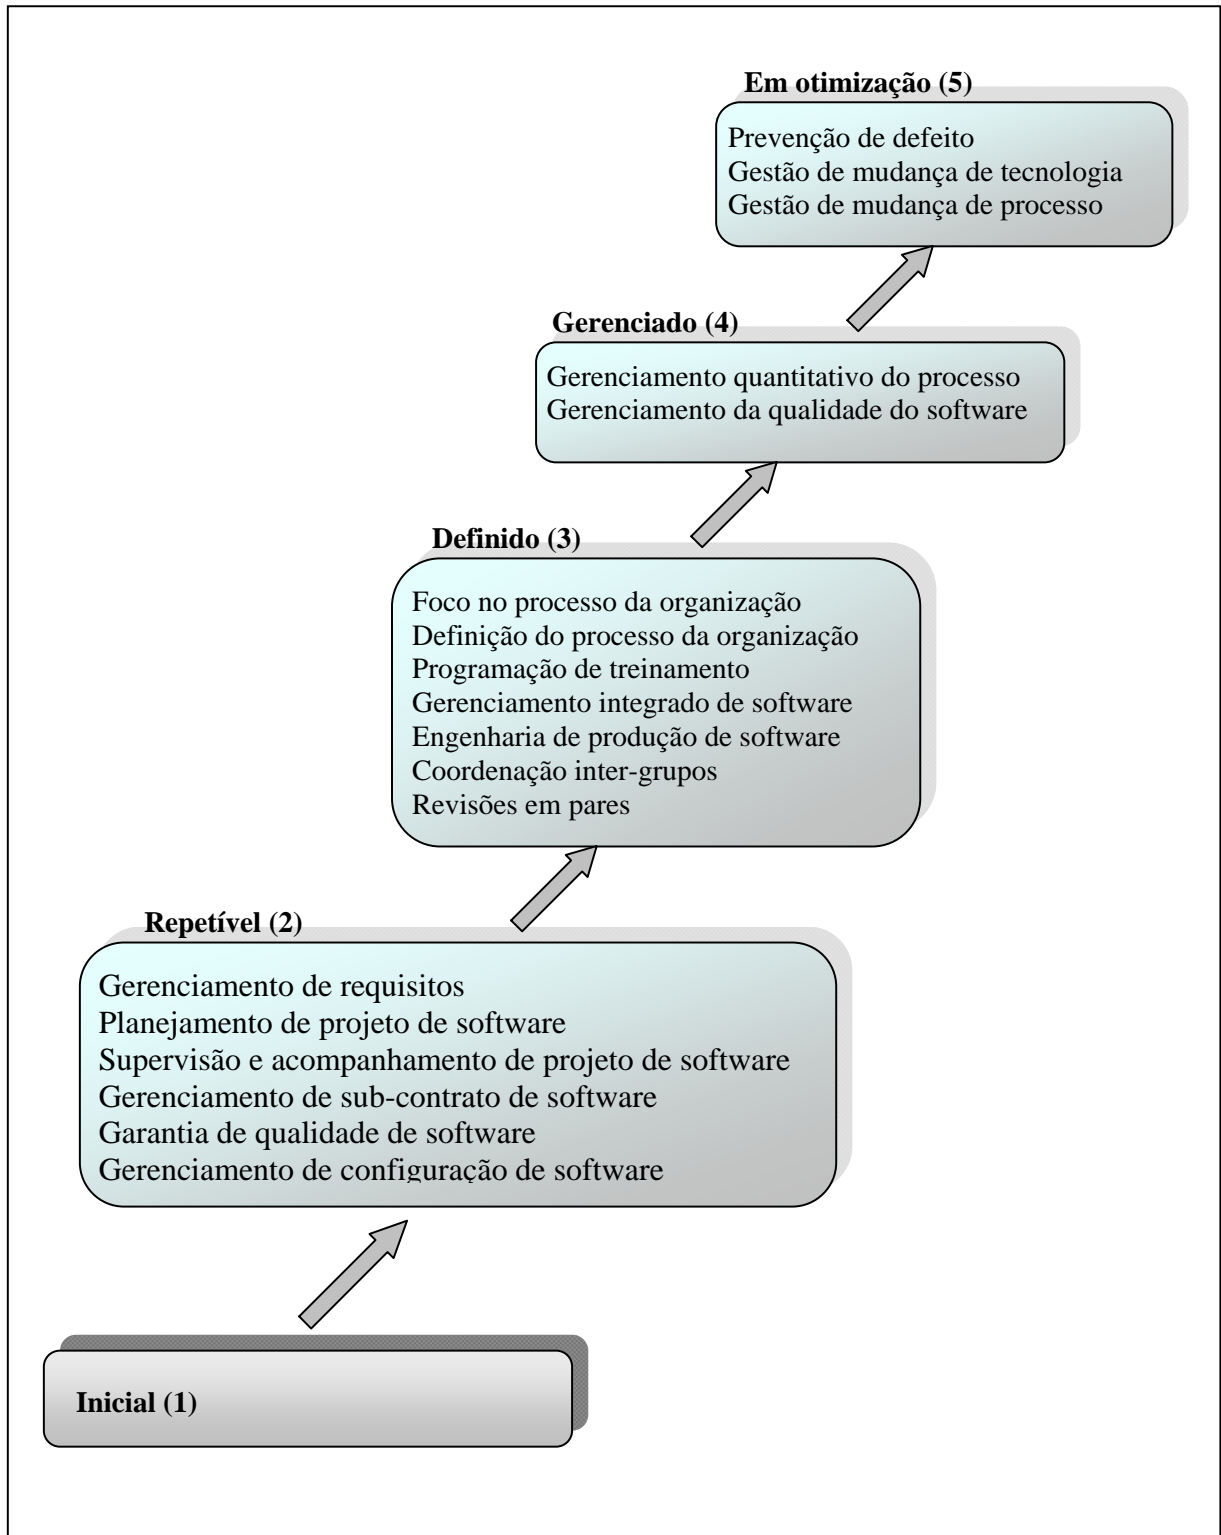 Em otimização (5)
Prevenção de defeito
Gestão de mudança de tecnologia
Gestão de mudança de processo
Gerenciado (4)
Gerenciamento quantitativo do processo
Gerenciamento da qualidade do software
Definido (3)
Foco no processo da organização
Definição do processo da organização
Programação de treinamento
Gerenciamento integrado de software
Engenharia de produção de software
Coordenação inter-grupos
Revisões em pares
Repetível (2)
Gerenciamento de requisitos
Planejamento de projeto de software
Supervisão e acompanhamento de projeto de software
Gerenciamento de sub-contrato de software
Garantia de qualidade de software
Gerenciamento de configuração de software
Inicial (1)